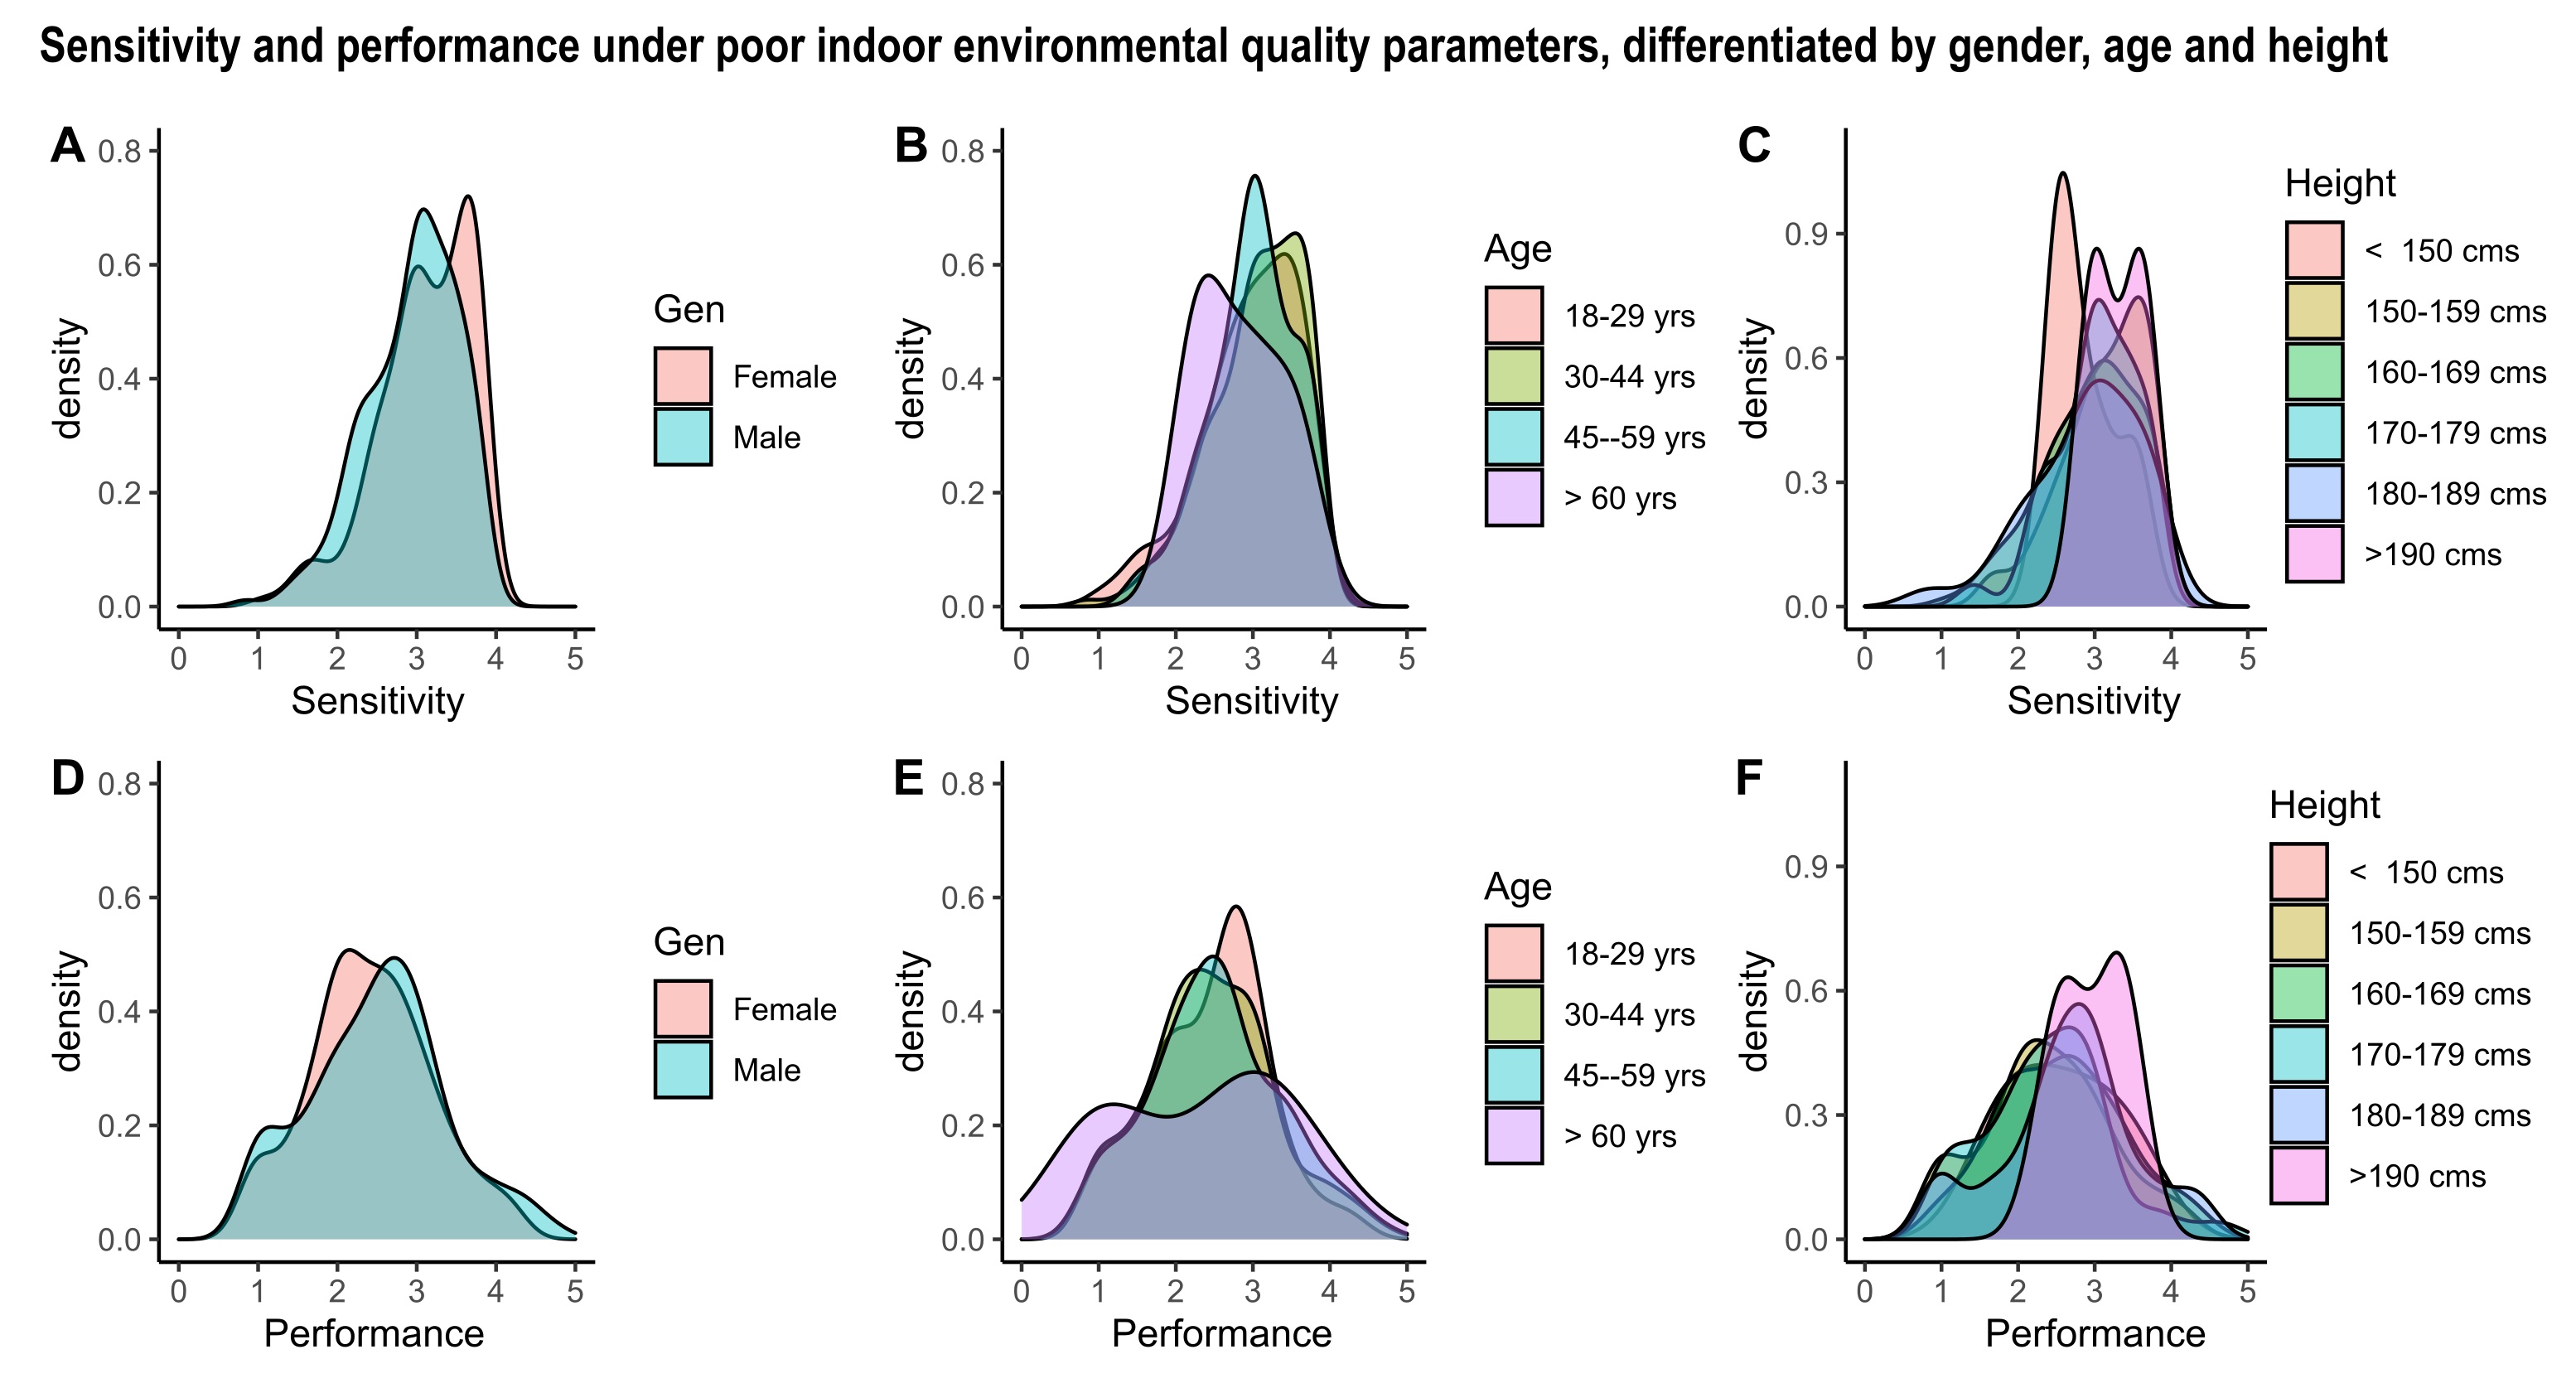 Sensitivity and performance under poor indoor environmental quality parameters, differentiated by gender, age and height
A
0.8
0.6
0.4
0.2
0.0
density
0 1 2 3 4 5
Sensitivity
Gen
Female
Male
B
0.8
0.6
0.4
0.2
0.0
density
0 1 2 3 4 5
Sensitivity
Age
18-29 yrs
30-44 yrs
45--59 yrs
> 60 yrs
C
0.9
0.6
0.3
0.0
density
0 1 2 3 4 5
Sensitivity
Height
< 150 cms
150-159 cms
160-169 cms
170-179 cms
180-189 cms
>190 cms
D
0.8
0.6
0.4
0.2
0.0
density
0 1 2 3 4 5
Performance
Gen
Female
Male
E
0.8
0.6
0.4
0.2
0.0
density
0 1 2 3 4 5
Performance
Age
18-29 yrs
30-44 yrs
45--59 yrs
> 60 yrs
F
0.9
0.6
0.3
0.0
density
0 1 2 3 4 5
Performance
Height
< 150 cms
150-159 cms
160-169 cms
170-179 cms
180-189 cms
>190 cms